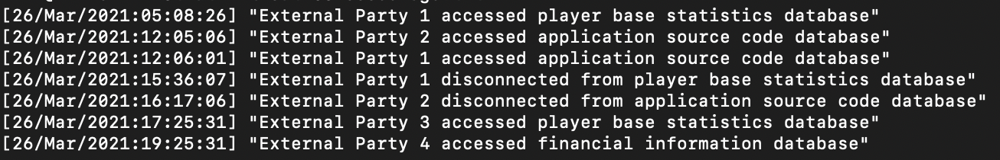 [26/Mar/2021:05:08:26] "External Party 1 accessed player base statistics database"
[26/Mar/2021:12:05:06] "External Party 2 accessed application source code database"
[26/Mar/2021:12:06:01] "External Party 1 accessed application source code database"
[26/Mar/2021:15:36:07] "External Party 1 disconnected from player base statistics database"
[26/Mar/2021:16:17:06] "External Party 2 disconnected from application source code database"
[26/Mar/2021:17:25:31] "External Party 3 accessed player base statistics database"
[26/Mar/2021:19:25:31] "External Party 4 accessed financial information database"